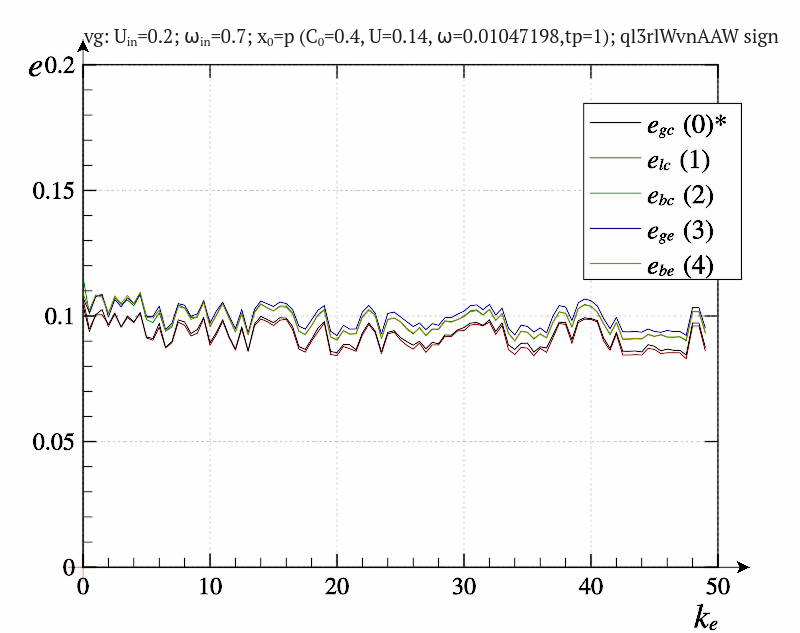 vg: Uin=0.2; ωin=0.7; x0=p (C0=0.4, U=0.14, ω=0.01047198,tp=1); ql3rlWvnAAW sign
e
0.2
0.15
0.1
0.05
0
egc (0)*
elc (1)
ebc (2)
ege (3)
ebe (4)
0 10 20 30 40 50
ke